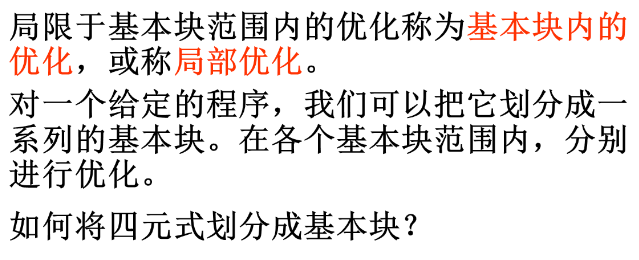 局限于基本块范围内的优化称为基本块内的
优化，或称局部优化。
对一个给定的程序，我们可以把它划分成一
系列的基本块。在各个基本块范围内，分别
进行优化。
如何将四元式划分成基本块？